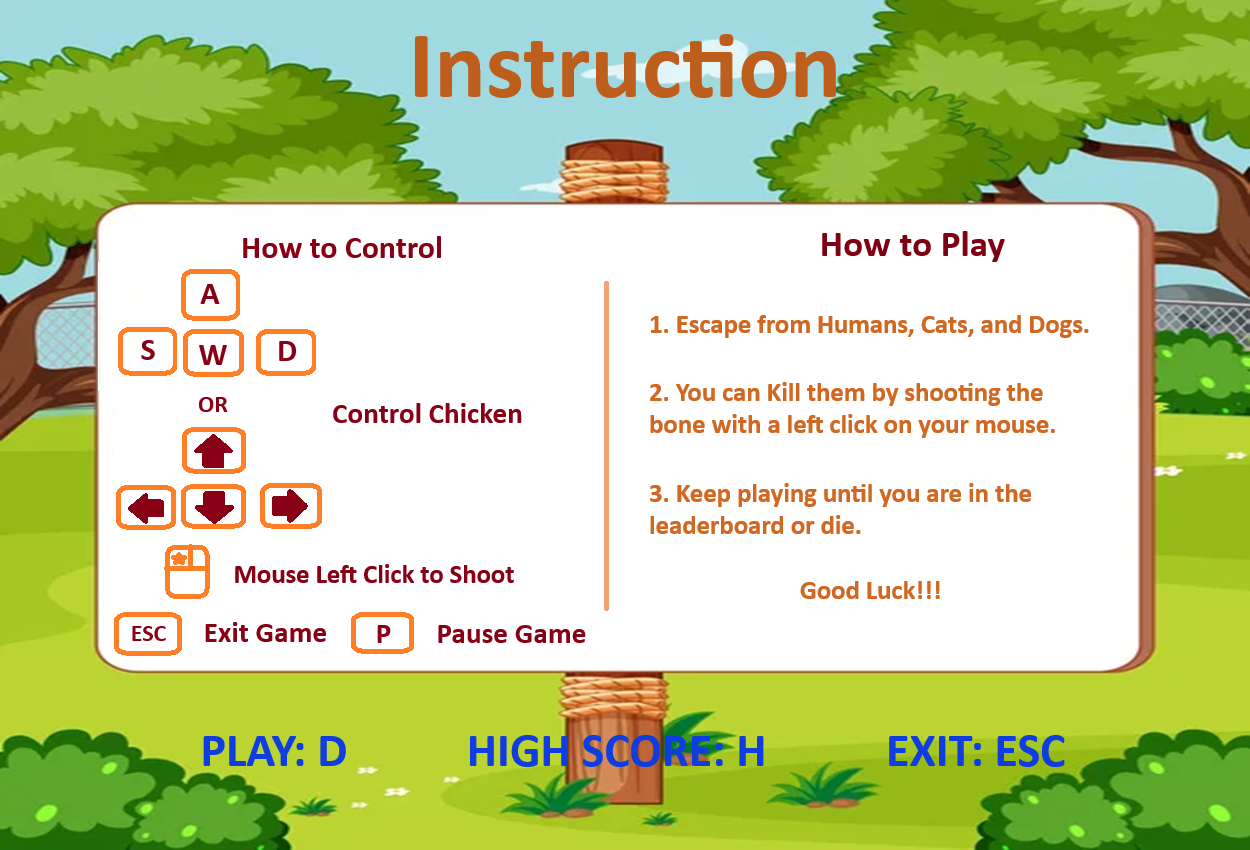 Instruction
How to Control
A
S W D
OR
Control Chicken
Mouse Left Click to Shoot
ESC Exit Game P Pause Game
How to Play
1. Escape from Humans, Cats, and Dogs.
2. You can Kill them by shooting the
bone with a left click on your mouse.
3. Keep playing until you are in the
leaderboard or die.
Good Luck!!!
PLAY: D HIGH SCORE: H EXIT: ESC